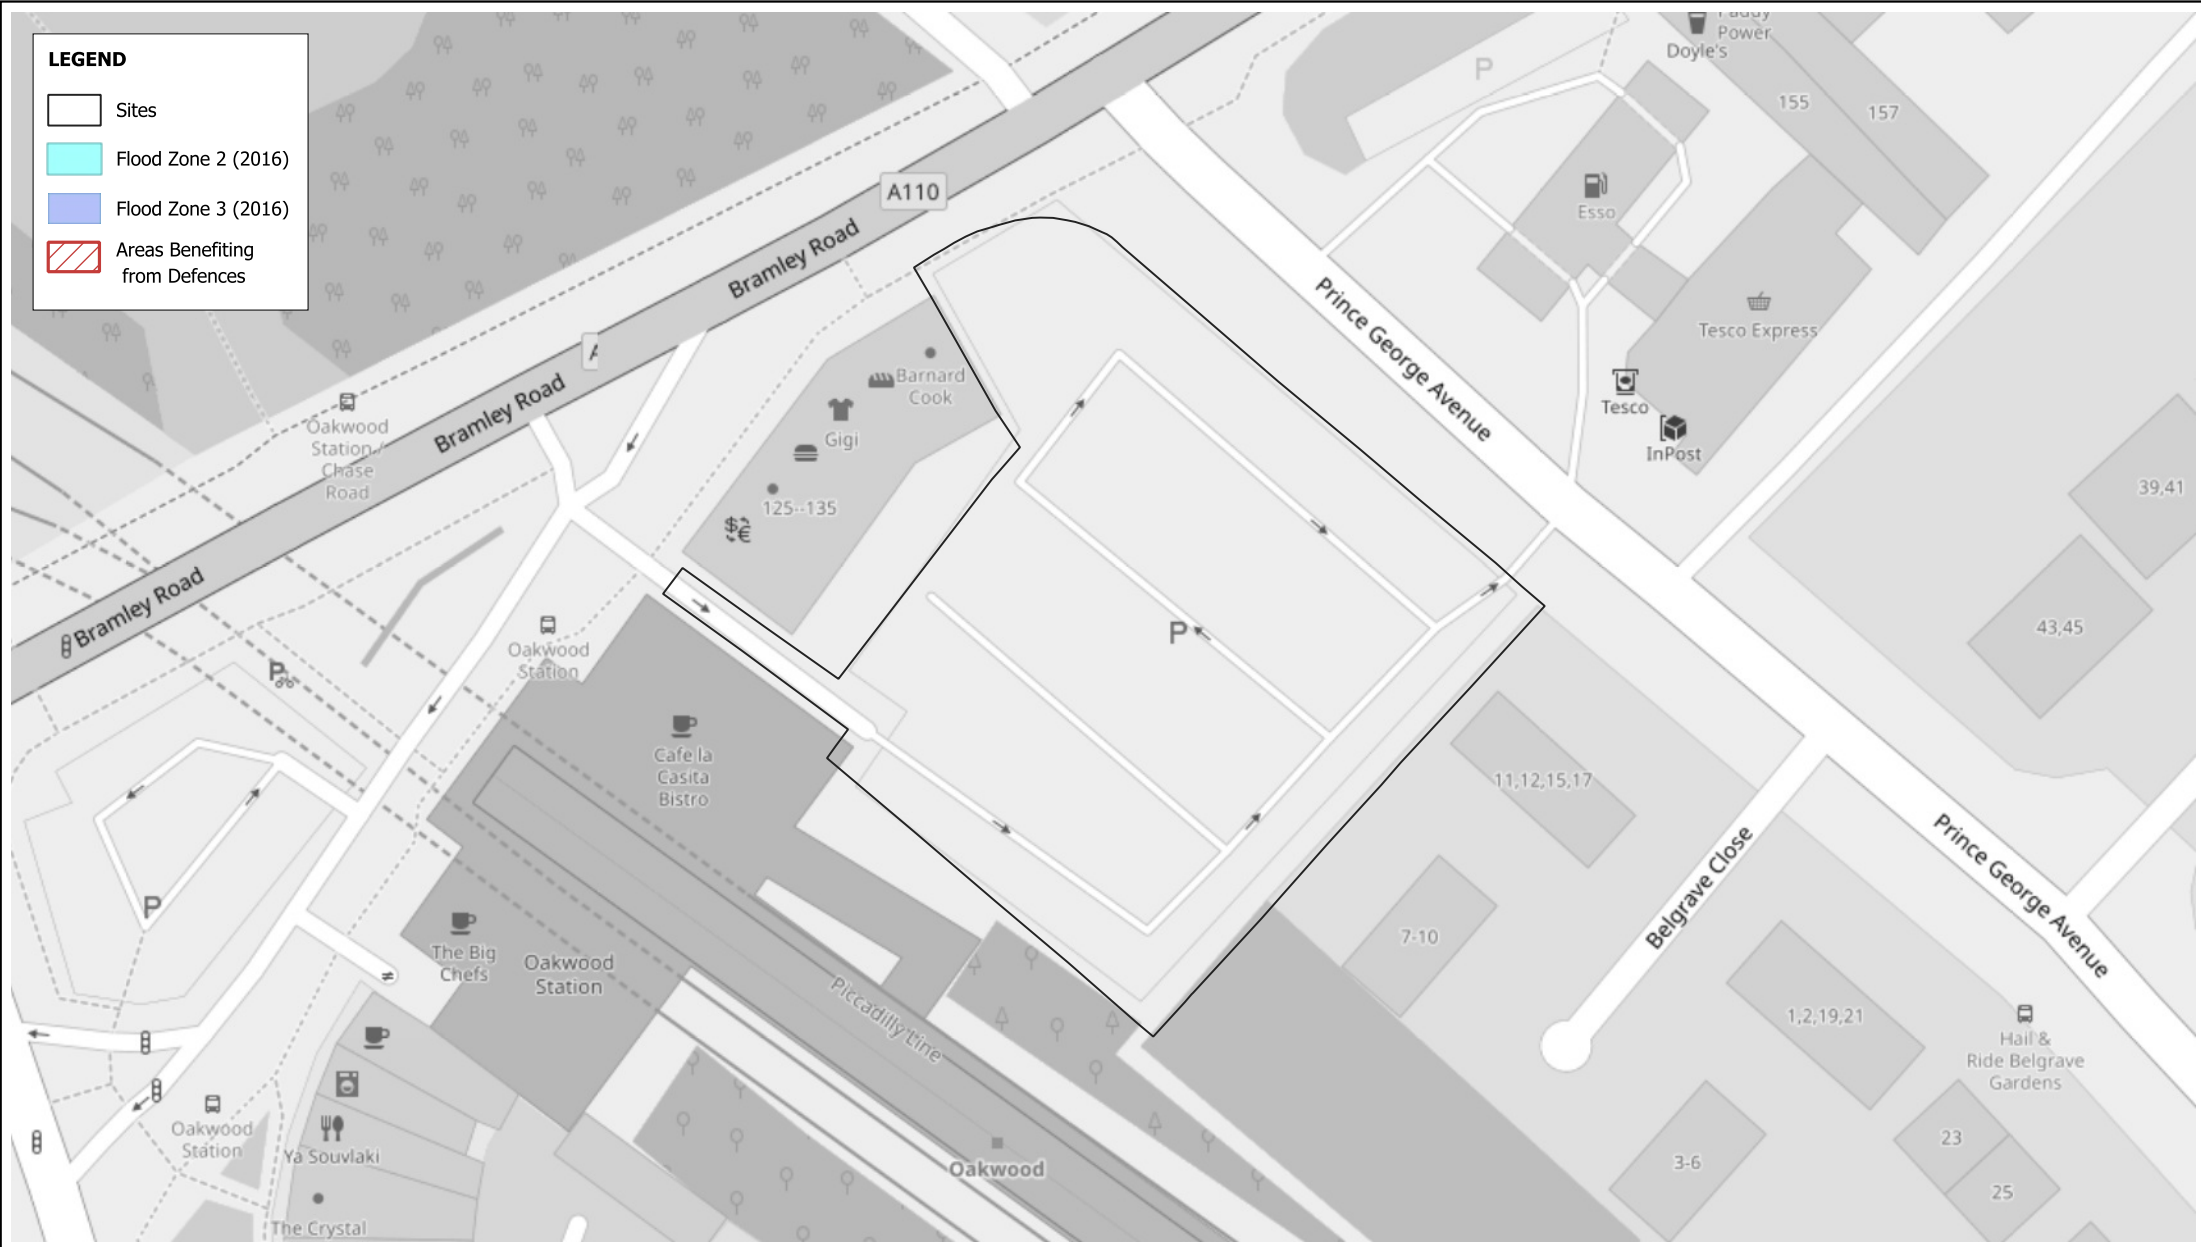 LEGEND
Sites
Flood Zone 2 (2016)
Flood Zone 3 (2016)
Areas Benefiting
from Defences
Paddy
Power
Doyle's
P
155
157
A110
Esso
Bramley Road
Tesco Express
Prince George Avenue
Barnard
Cook
Tesco
Gigi
InPost
Bramley Road
A
Oakwood
Station /
Chase
Road
125--135
39,41
$
€
Bramley Road
43,45
P
Oakwood
Station
P
Cafe la
Casita
Bistro
11,12,15,17
Belgrave Close
Prince George Avenue
P
The Big
Chefs
Oakwood
Station
7-10
Piccadilly Line
1,2,19,21
Hail &
Ride Belgrave
Gardens
Oakwood
Station
Ya Souvlaki
23
Oakwood
3-6
25
The Crystal